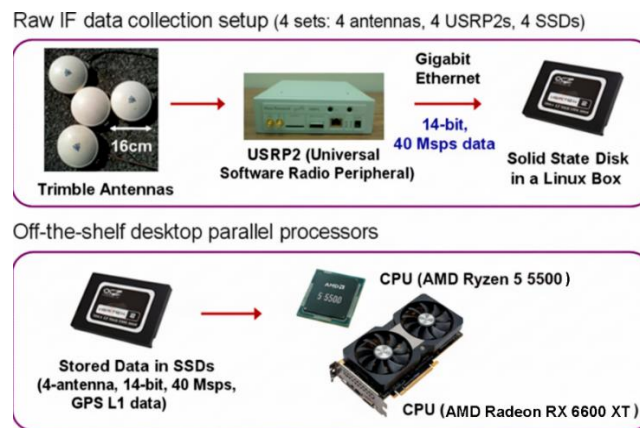 Raw IF data collection setup (4 sets: 4 antennas, 4 USRP2s, 4 SSDs)
16cm
Trimble Antennas
USRP2 (Universal
Software Radio Peripheral)
Gigabit
Ethernet
14-bit,
40 Msps data
OCZ
Solid State Disk
in a Linux Box
Off-the-shelf desktop parallel processors
OCZ
Stored Data in SSDs
(4-antenna, 14-bit, 40 Msps,
GPS L1 data)
AMD
5 5500
CPU (AMD Ryzen 5 5500)
CPU (AMD Radeon RX 6600 XT)